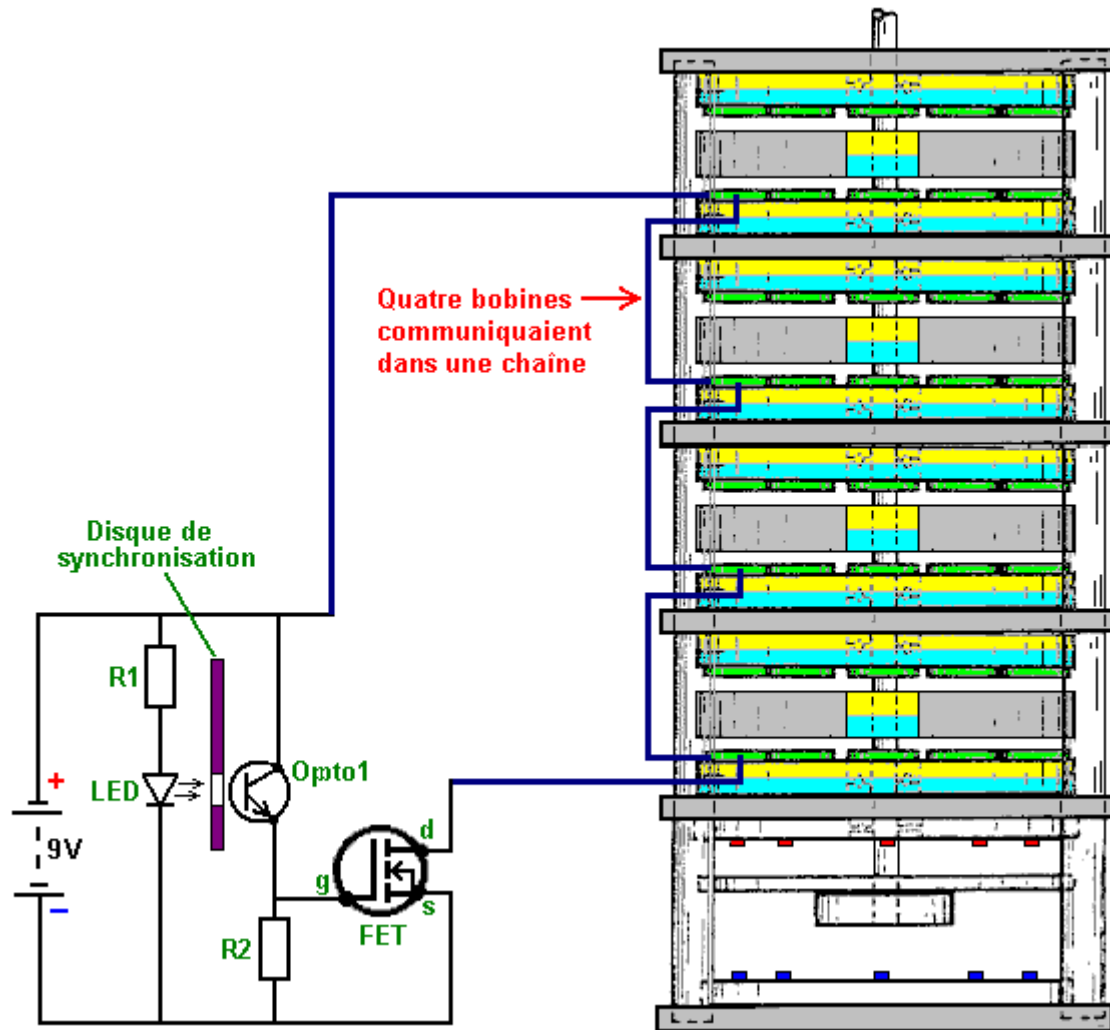 Quatre bobines
communiquaient
dans une chaîne
Disque de
synchronisation
R1
LED
Opto1
+
9V
–
d
g
s
FET
R2